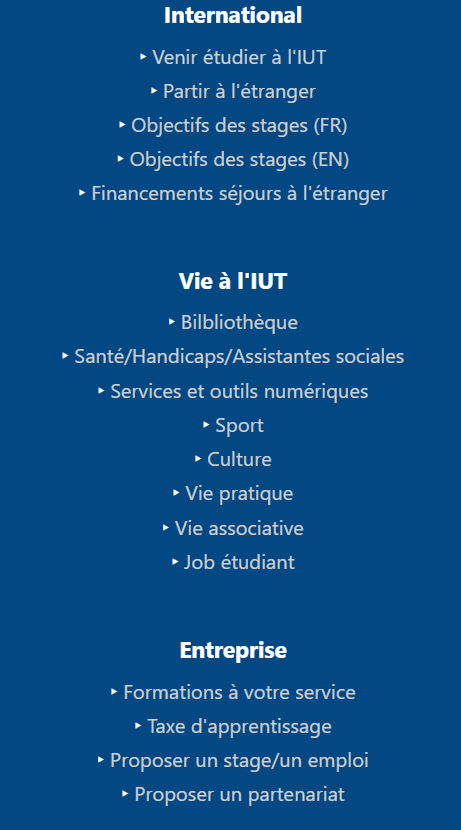 International
‣ Venir étudier à l'IUT
‣ Partir à l'étranger
‣ Objectifs des stages (FR)
‣ Objectifs des stages (EN)
‣ Financements séjours à l'étranger
Vie à l'IUT
‣ Bilbliothèque
‣ Santé/Handicaps/Assistantes sociales
‣ Services et outils numériques
‣ Sport
‣ Culture
‣ Vie pratique
‣ Vie associative
‣ Job étudiant
Entreprise
‣ Formations à votre service
‣ Taxe d'apprentissage
‣ Proposer un stage/un emploi
‣ Proposer un partenariat